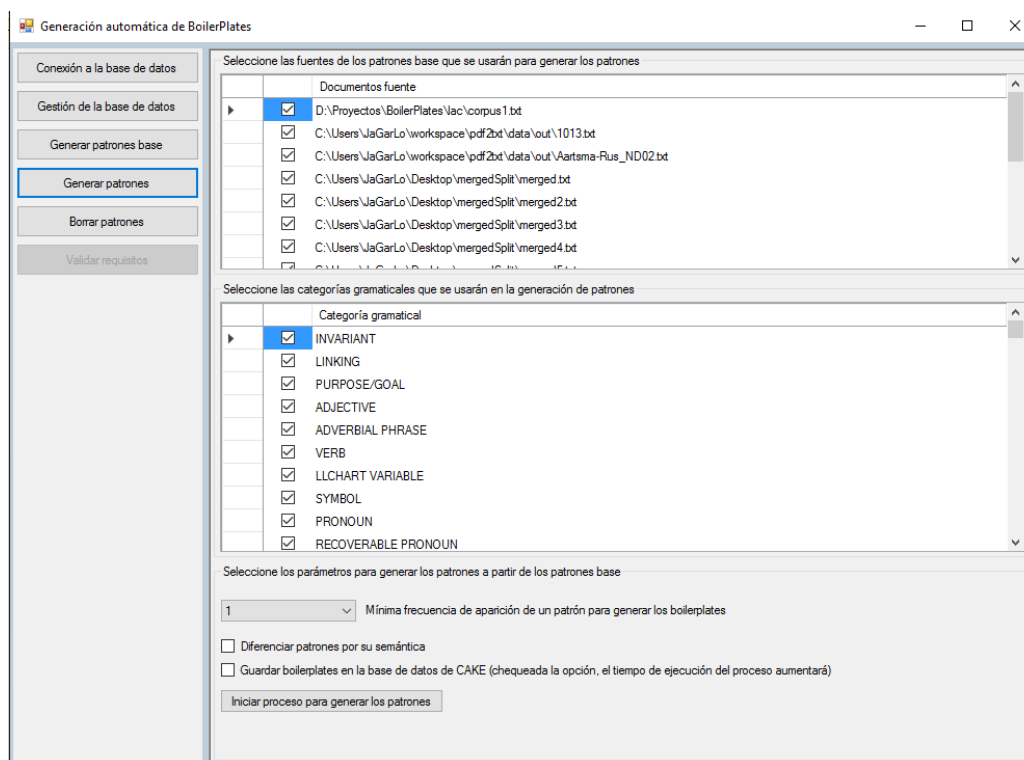 Generación automática de BoilerPlates
Conexión a la base de datos
Gestión de la base de datos
Generar patrones base
Generar patrones
Borrar patrones
Validar requisitos
Seleccione las fuentes de los patrones base que se usarán para generar los patrones
Documentos fuente
D:\Proyectos\BoilerPlates\Iac\corpus1.txt
C:\Users\JaGarLo\workspace\pdf2txt\data\out\1013.txt
C:\Users\JaGarLo\workspace\pdf2txt\data\out\Aartsma-Rus_ND02.txt
C:\Users\JaGarLo\Desktop\mergedSplit\merged.txt
C:\Users\JaGarLo\Desktop\mergedSplit\merged2.txt
C:\Users\JaGarLo\Desktop\mergedSplit\merged3.txt
C:\Users\JaGarLo\Desktop\mergedSplit\merged4.txt
Seleccione las categorías gramaticales que se usarán en la generación de patrones
Categoría gramatical
INVARIANT
LINKING
PURPOSE/GOAL
ADJECTIVE
ADVERBIAL PHRASE
VERB
LLCHART VARIABLE
SYMBOL
PRONOUN
RECOVERABLE PRONOUN
Seleccione los parámetros para generar los patrones a partir de los patrones base
1 Mínima frecuencia de aparición de un patrón para generar los boilerplates
Diferenciar patrones por su semántica
Guardar boilerplates en la base de datos de CAKE (chequeada la opción, el tiempo de ejecución del proceso aumentará)
Iniciar proceso para generar los patrones